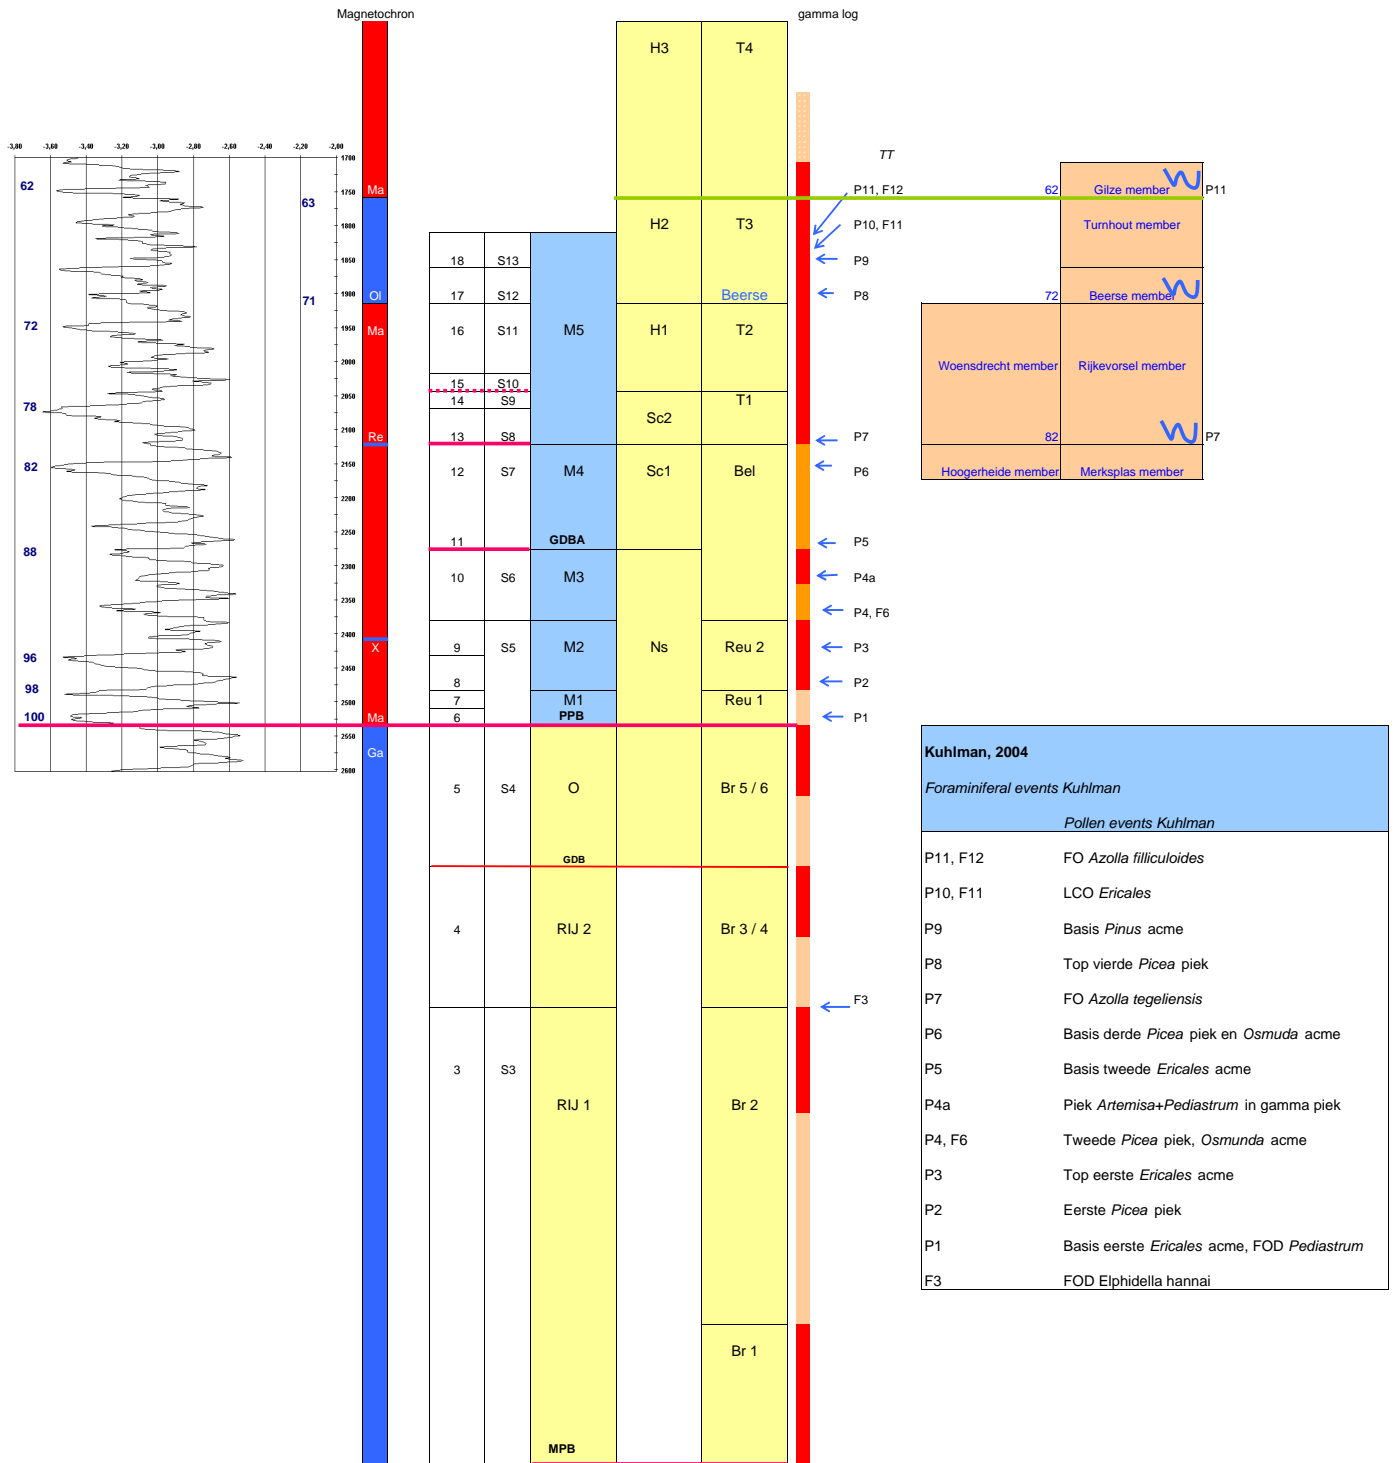 Magnetochron gamma log
H3 T4
TT
-3,80 -3,60 -3,40 -3,20 -3,00 -2,80 -2,60 -2,40 -2,20 -2,00
1700
62 1750 Ma P11, F12 62 Gilze member P11
63
1800 H2 T3 P10, F11 Turnhout member
1850 18 S13 P9
71 1900 Ol 17 S12 Beerse P8 72 Beerse member
72 1950 Ma 16 S11 M5 H1 T2
2000 Woensdrecht member Rijkevorsel member
15 S10
78 2050 14 S9 T1
Sc2
2100 Re 13 S8 P7 82 P7
82 2150 12 S7 M4 Sc1 Bel P6 Hoogerheide member Merksplas member
2200
2250 11 GDBA P5
88 2300 10 S6 M3 P4a
2350 P4, F6
2400 X 9 S5 M2 Ns Reu 2 P3
96 2450 8 P2
98 2500 7 M1 Reu 1
100 Ma 6 PPB P1
2550 Ga
2600
5 S4 O Br 5 / 6
GDB
4 RIJ 2 Br 3 / 4
F3
3 S3
RIJ 1 Br 2
Br 1
MPB
Kuhlman, 2004
Foraminiferal events Kuhlman
Pollen events Kuhlman
P11, F12 FO Azolla filliculoides
P10, F11 LCO Ericales
P9 Basis Pinus acme
P8 Top vierde Picea piek
P7 FO Azolla tegeliensis
P6 Basis derde Picea piek en Osmuda acme
P5 Basis tweede Ericales acme
P4a Piek Artemisa+Pediastrum in gamma piek
P4, F6 Tweede Picea piek, Osmunda acme
P3 Top eerste Ericales acme
P2 Eerste Picea piek
P1 Basis eerste Ericales acme, FOD Pediastrum
F3 FOD Elphidella hannai